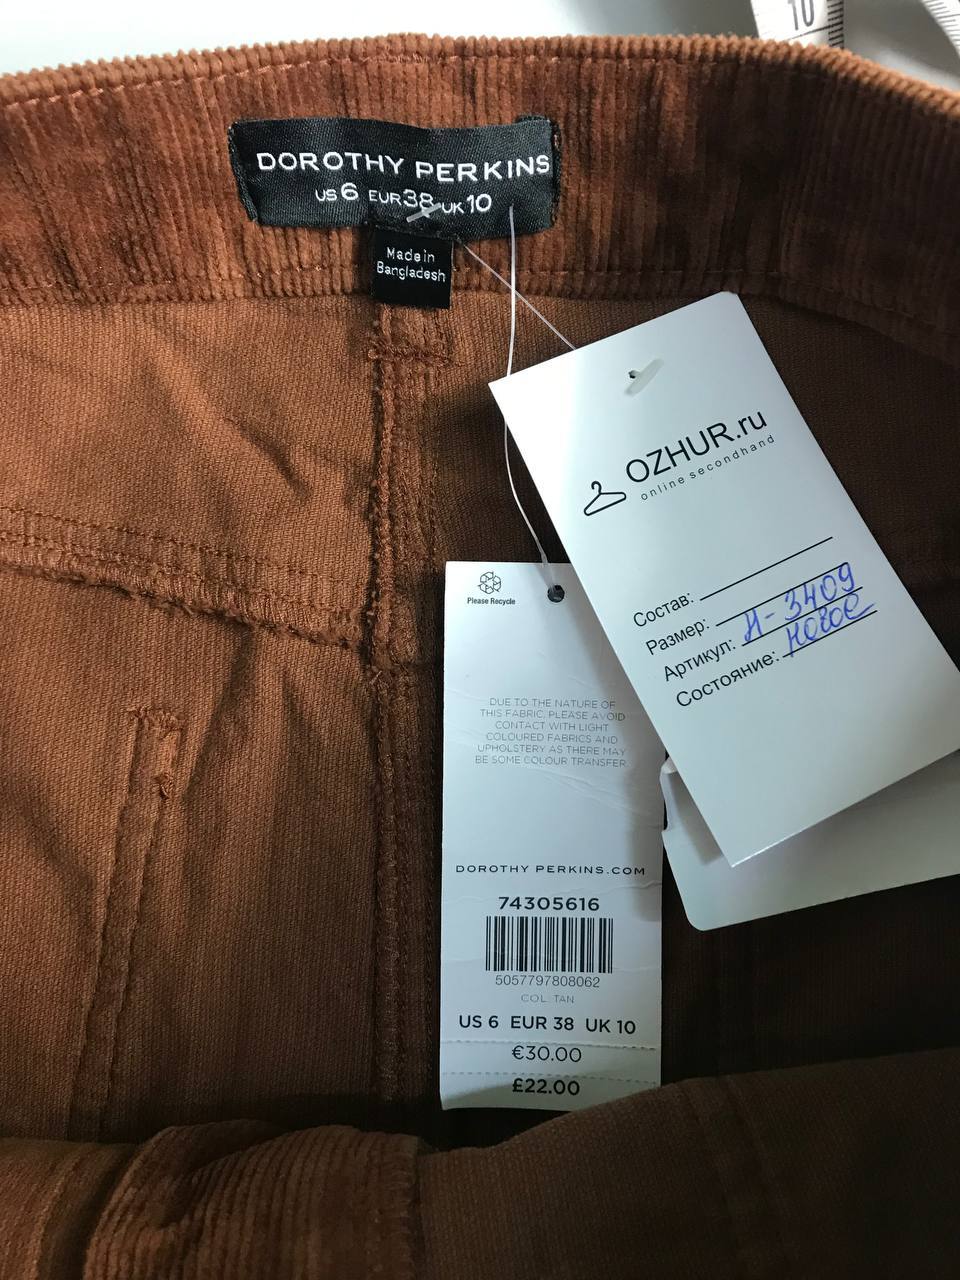 10
DOROTHY PERKINS
US 6 EUR 38 UK 10
Made in
Bangladesh
OZHUR.ru
online secondhand
Состав:
Размер:
Артикул: И-3409
Состояние: новое
Please Recycle
DUE TO THE NATURE OF
THIS FABRIC, PLEASE AVOID
CONTACT WITH LIGHT
COLOURED FABRICS AND
UPHOLSTERY AS THERE MAY
BE SOME COLOUR TRANSFER
DOROTHY PERKINS.COM
74305616
5057797808062
COL: TAN
US 6 EUR 38 UK 10
€30.00
£22.00